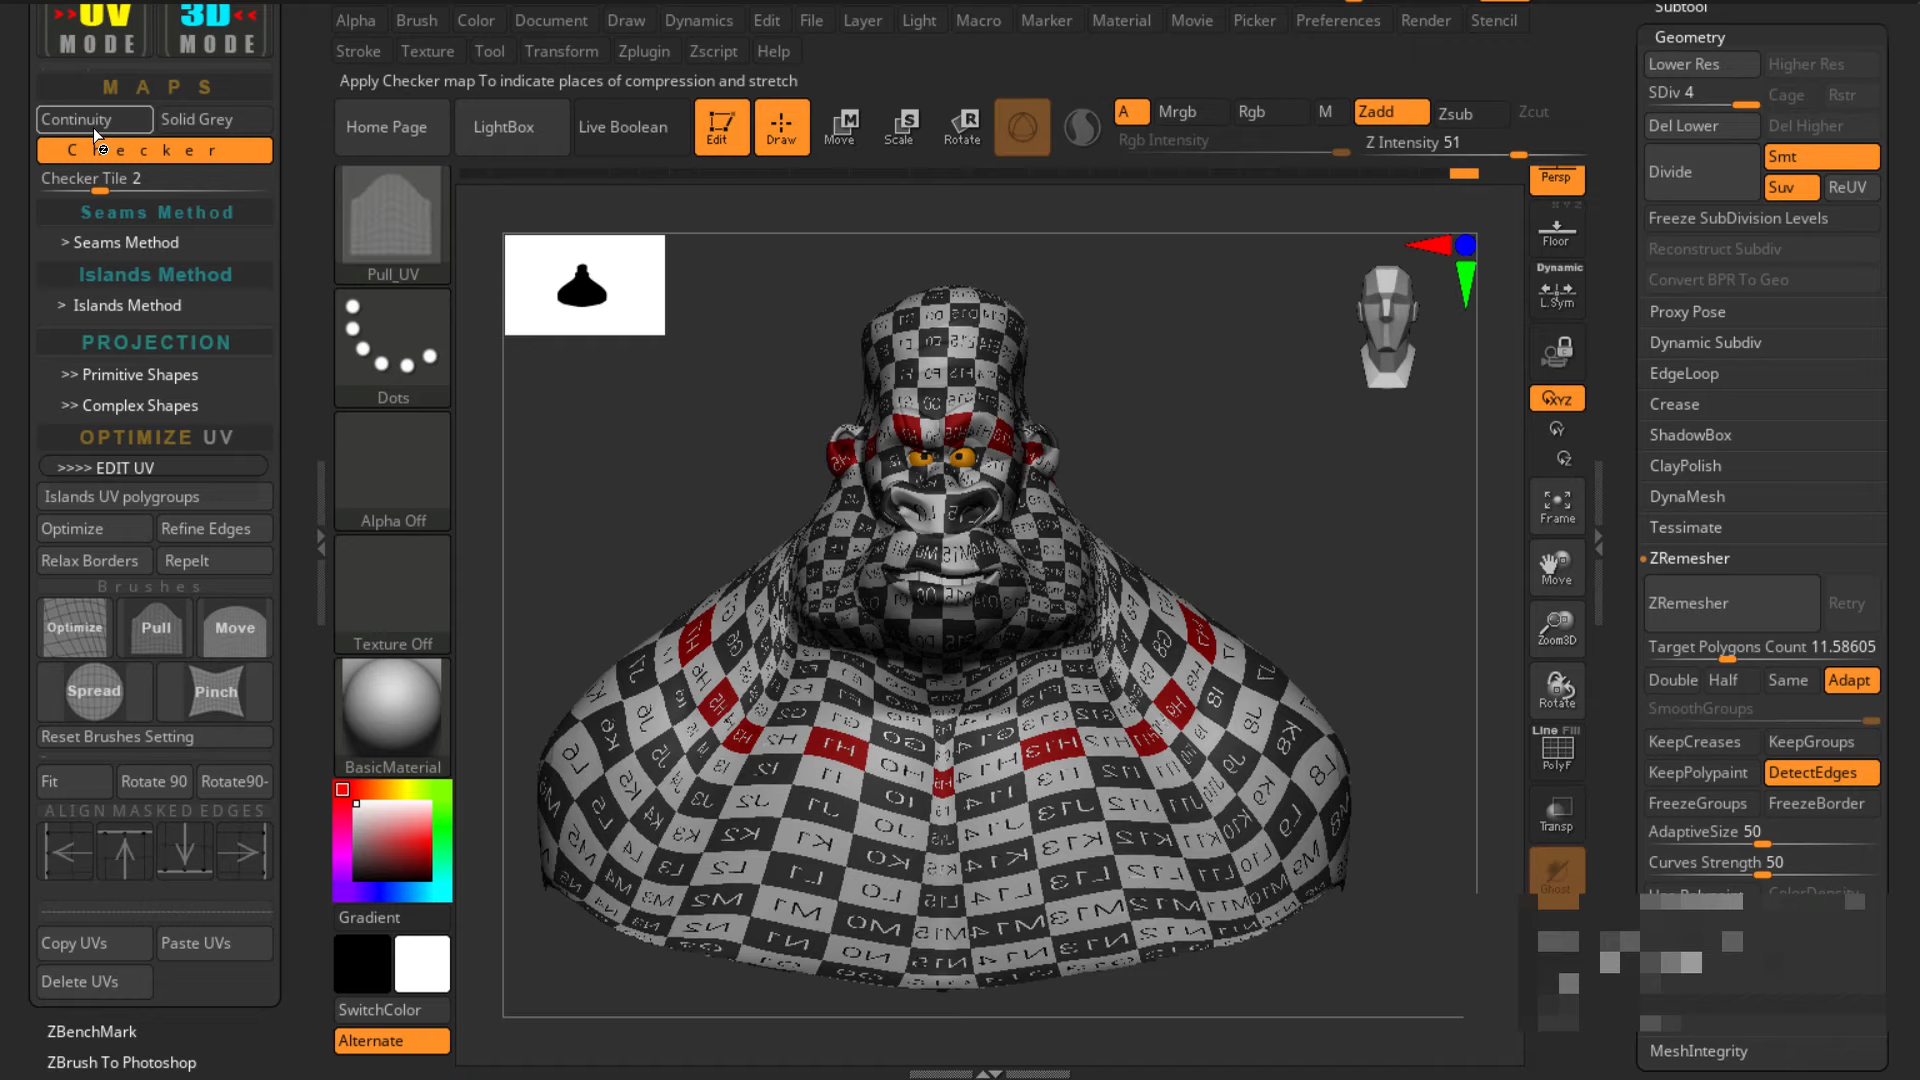 >>UV
MODE
3D<<
MODE
MAPS
Continuity
Solid Grey
Checker
Checker Tile 2
Seams Method
> Seams Method
Islands Method
> Islands Method
PROJECTION
>> Primitive Shapes
>> Complex Shapes
OPTIMIZE UV
>>>> EDIT UV
Islands UV polygroups
Optimize
Refine Edges
Relax Borders
Repelt
Brushes
Optimize
Pull
Move
Spread
Pinch
Reset Brushes Setting
Fit
Rotate 90
Rotate90-
ALIGN MASKED EDGES
Copy UVs
Paste UVs
Delete UVs
ZBenchMark
ZBrush To Photoshop
Alpha Brush Color Document Draw Dynamics Edit File Layer Light Macro Marker Material Movie Picker Preferences Render Stencil
Stroke Texture Tool Transform Zplugin Zscript Help
Apply Checker map To indicate places of compression and stretch
Home Page
LightBox
Live Boolean
Edit
Draw
Move
Scale
Rotate
A
Mrgb
Rgb
M
Zadd
Zsub
Zcut
Rgb Intensity
Z Intensity 51
Pull_UV
Dots
Alpha Off
Texture Off
BasicMaterial
Gradient
SwitchColor
Alternate
Persp
Floor
Dynamic
L.Sym
XYZ
Y
Z
Frame
Move
Zoom3D
Rotate
Line Fill
PolyF
Transp
Ghost
Subtool
Geometry
Lower Res
Higher Res
SDiv 4
Cage
Rstr
Del Lower
Del Higher
Divide
Smt
Suv
ReUV
Freeze SubDivision Levels
Reconstruct Subdiv
Convert BPR To Geo
Proxy Pose
Dynamic Subdiv
EdgeLoop
Crease
ShadowBox
ClayPolish
DynaMesh
Tessimate
ZRemesher
ZRemesher
Retry
Target Polygons Count 11.58605
Double
Half
Same
Adapt
SmoothGroups
KeepCreases
KeepGroups
KeepPolypaint
DetectEdges
FreezeGroups
FreezeBorder
AdaptiveSize 50
Curves Strength 50
MeshIntegrity